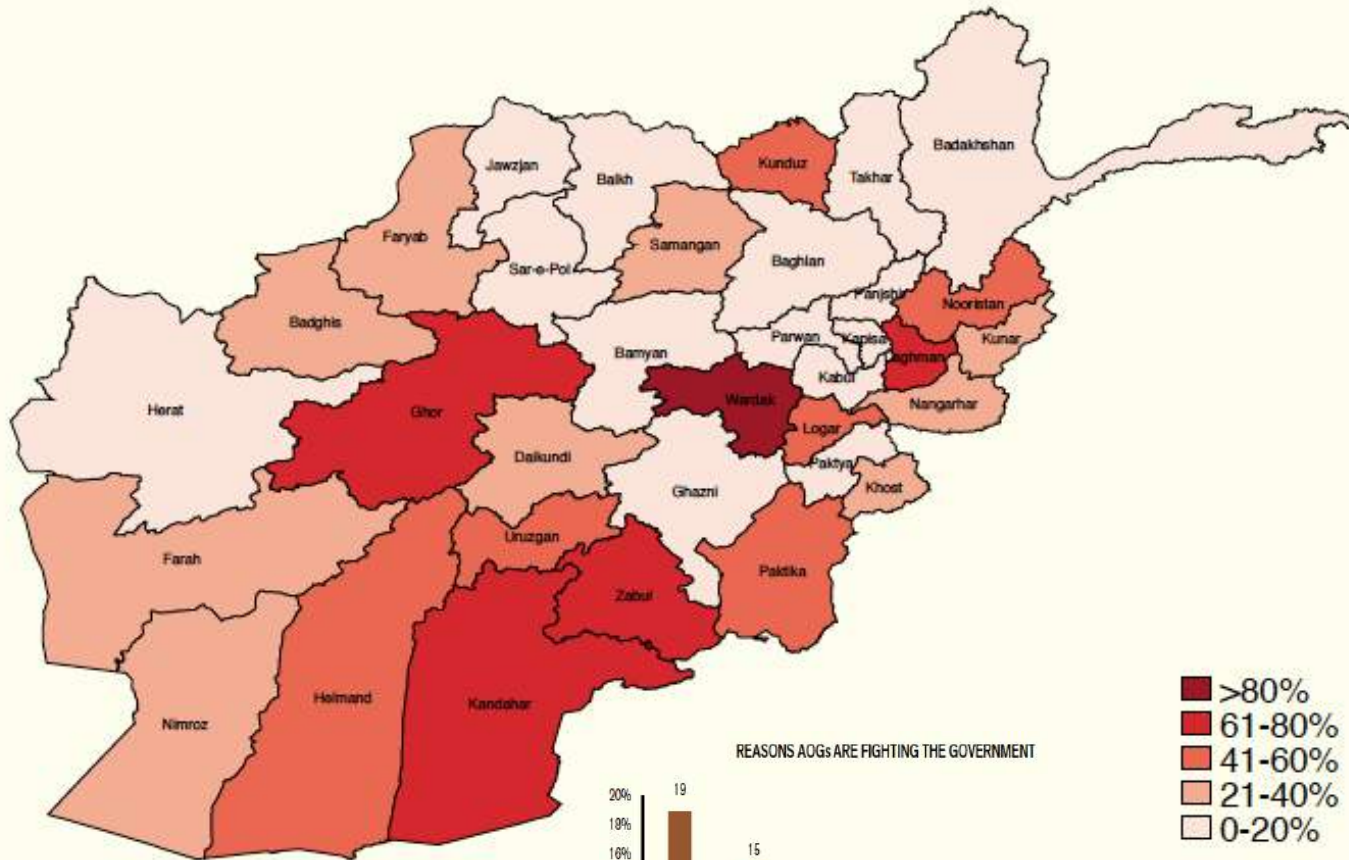 Jawzjan
Balkh
Kunduz
Takhar
Badakhshan
Faryab
Samangan
Sar-e-Pol
Baghlan
Badghis
Panjshir
Nooristan
Parwan
Kapisa
Kunar
Laghman
Bamyan
Kabul
Herat
Ghor
Wardak
Nangarhar
Logar
Daikundi
Paktya
Khost
Ghazni
Uruzgan
Farah
Paktika
Zabul
Helmand
Kandahar
Nimroz
>80%
61-80%
41-60%
21-40%
0-20%
REASONS AOGs ARE FIGHTING THE GOVERNMENT
20%
19
18%
15
16%